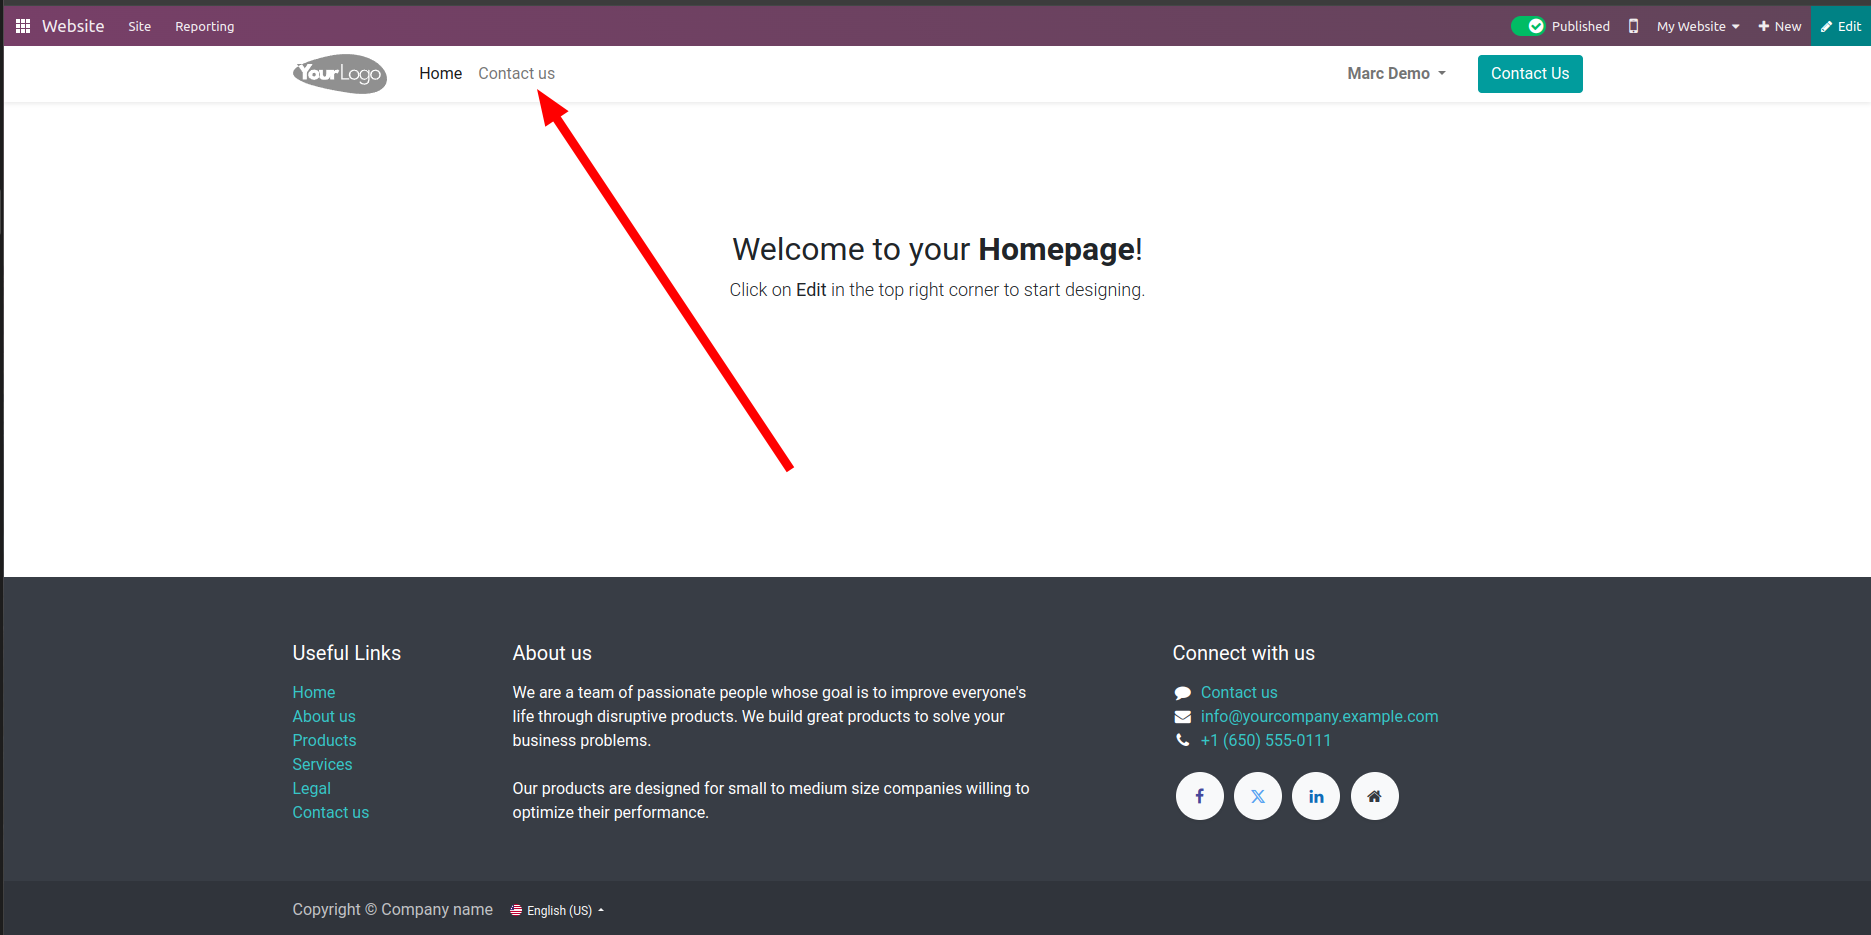 Website Site Reporting Published My Website New Edit
YourLogo Home Contact us Marc Demo Contact Us
Welcome to your Homepage!
Click on Edit in the top right corner to start designing.
Useful Links
Home
About us
Products
Services
Legal
Contact us
About us
We are a team of passionate people whose goal is to improve everyone's
life through disruptive products. We build great products to solve your
business problems.
Our products are designed for small to medium size companies willing to
optimize their performance.
Connect with us
Contact us
info@yourcompany.example.com
+1 (650) 555-0111
Copyright © Company name English (US)